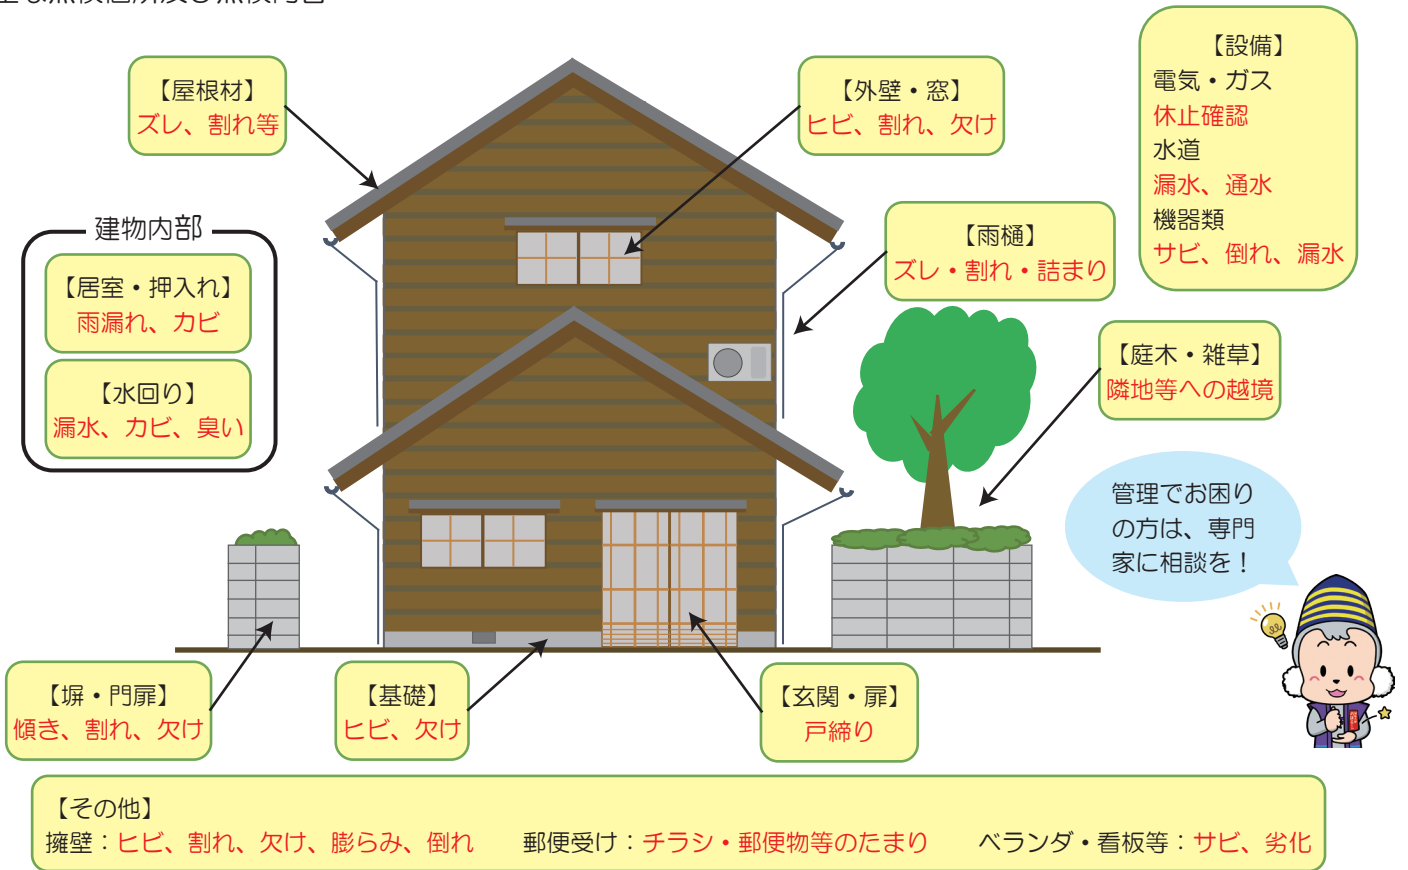 【屋根材】
ズレ、割れ等
【外壁・窓】
ヒビ、割れ、欠け
【設備】
電気・ガス
休止確認
水道
漏水、通水
機器類
サビ、倒れ、漏水
建物内部
【居室・押入れ】
雨漏れ、カビ
【水回り】
漏水、カビ、臭い
【雨樋】
ズレ・割れ・詰まり
【庭木・雑草】
隣地等への越境
管理でお困り
の方は、専門
家に相談を！
【塀・門扉】
傾き、割れ、欠け
【基礎】
ヒビ、欠け
【玄関・扉】
戸締り
【その他】
擁壁：ヒビ、割れ、欠け、膨らみ、倒れ　郵便受け：チラシ・郵便物等のたまり　ベランダ・看板等：サビ、劣化